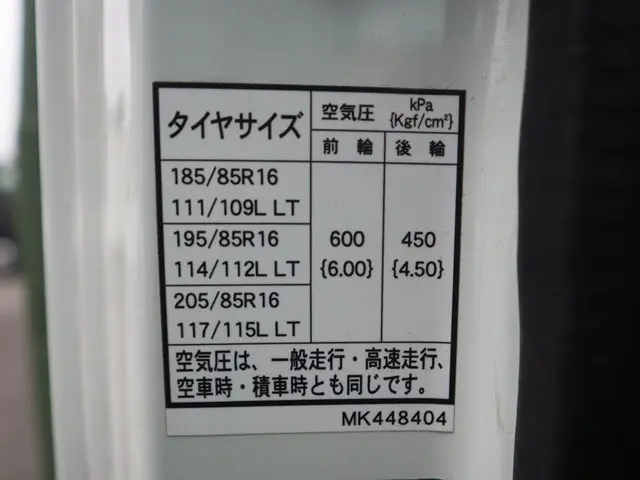 タイヤサイズ
空気圧 kPa {Kgf/cm²}
前輪 後輪
185/85R16
111/109L LT
195/85R16
114/112L LT
600 {6.00}
450 {4.50}
205/85R16
117/115L LT
空気圧は、一般走行・高速走行、
空車時・積車時とも同じです。
MK448404